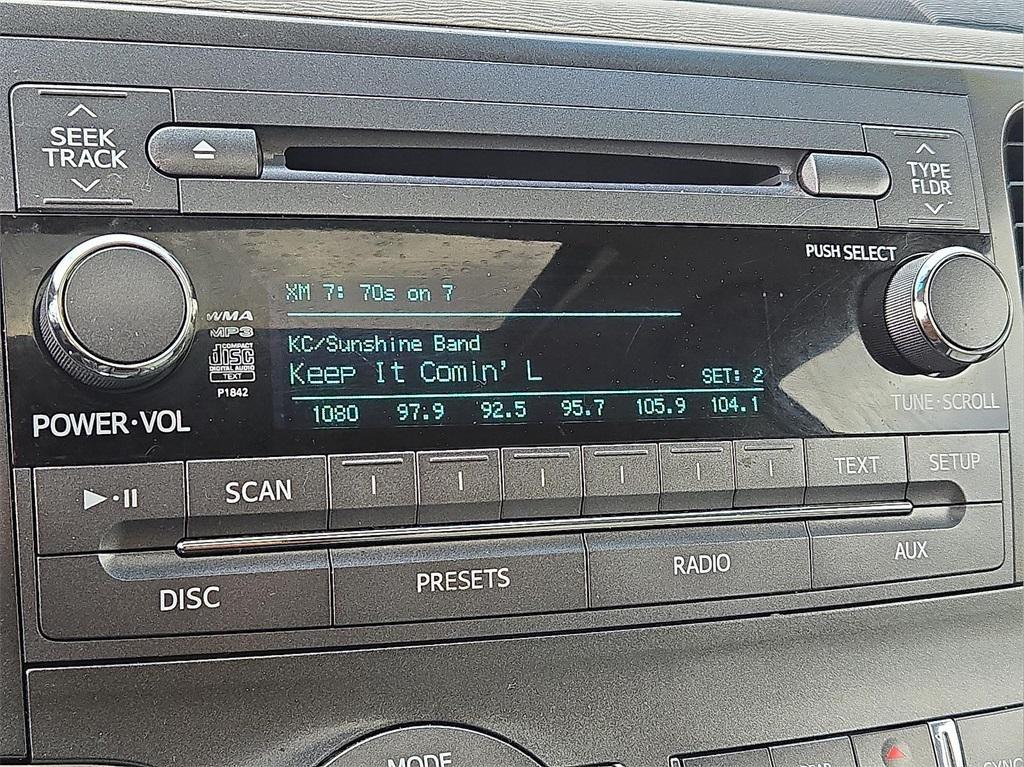 SEEK
TRACK
TYPE
FLDR
PUSH SELECT
XM 7: 70s on 7
WMA
MP3
COMPACT
disc
DIGITAL AUDIO
TEXT
P1842
KC/Sunshine Band
Keep It Comin' L
SET: 2
1080 97.9 92.5 95.7 105.9 104.1
POWER·VOL
TUNE·SCROLL
SCAN
TEXT
SETUP
DISC
PRESETS
RADIO
AUX
MODE
SYNC